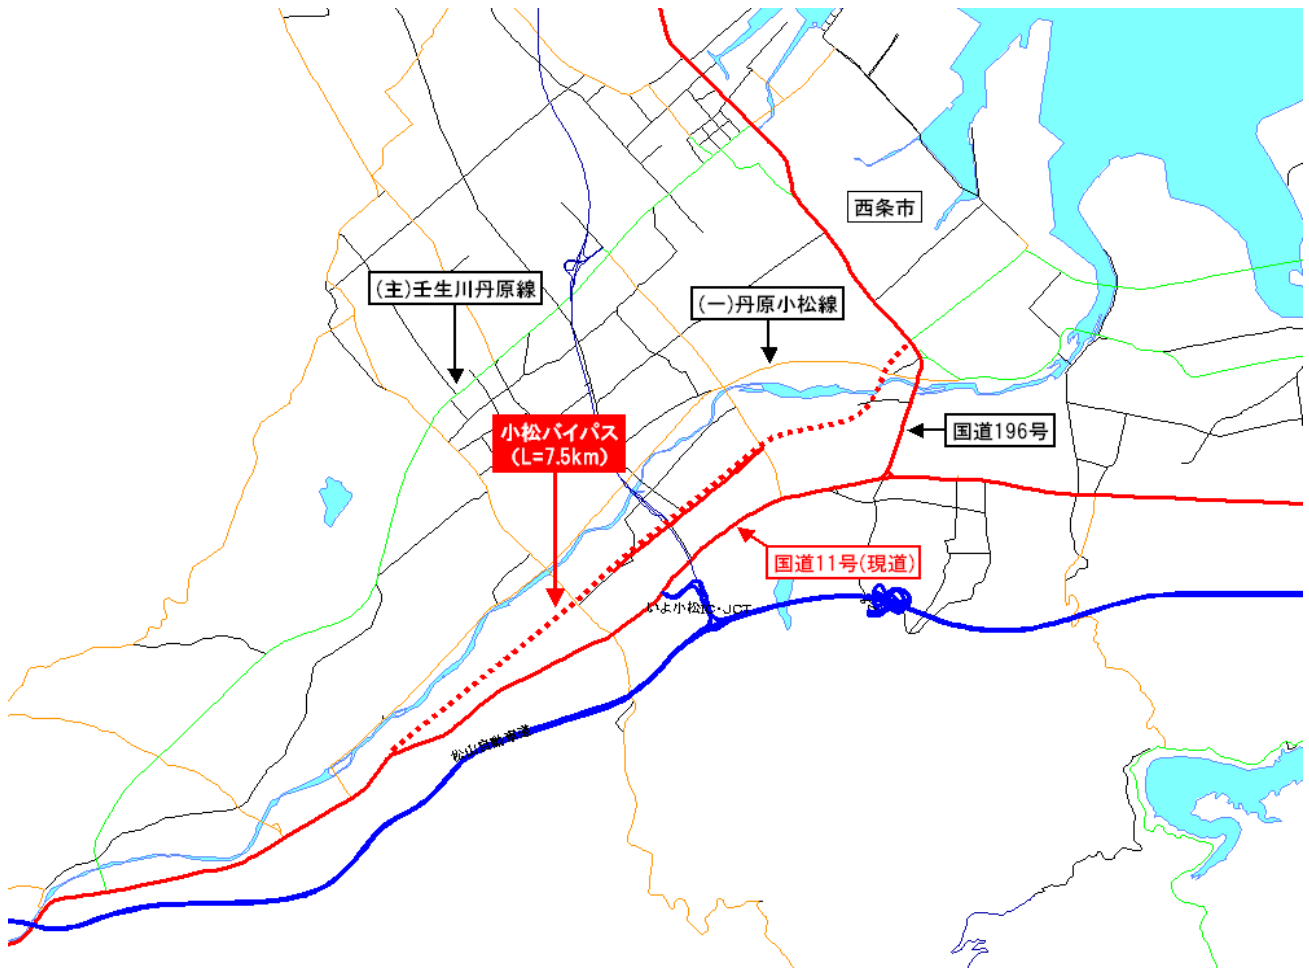 西条市
(主)壬生川丹原線
(一)丹原小松線
小松バイパス
(L=7.5km)
国道196号
国道11号(現道)
いよ小松IC・JCT
松山自動車道